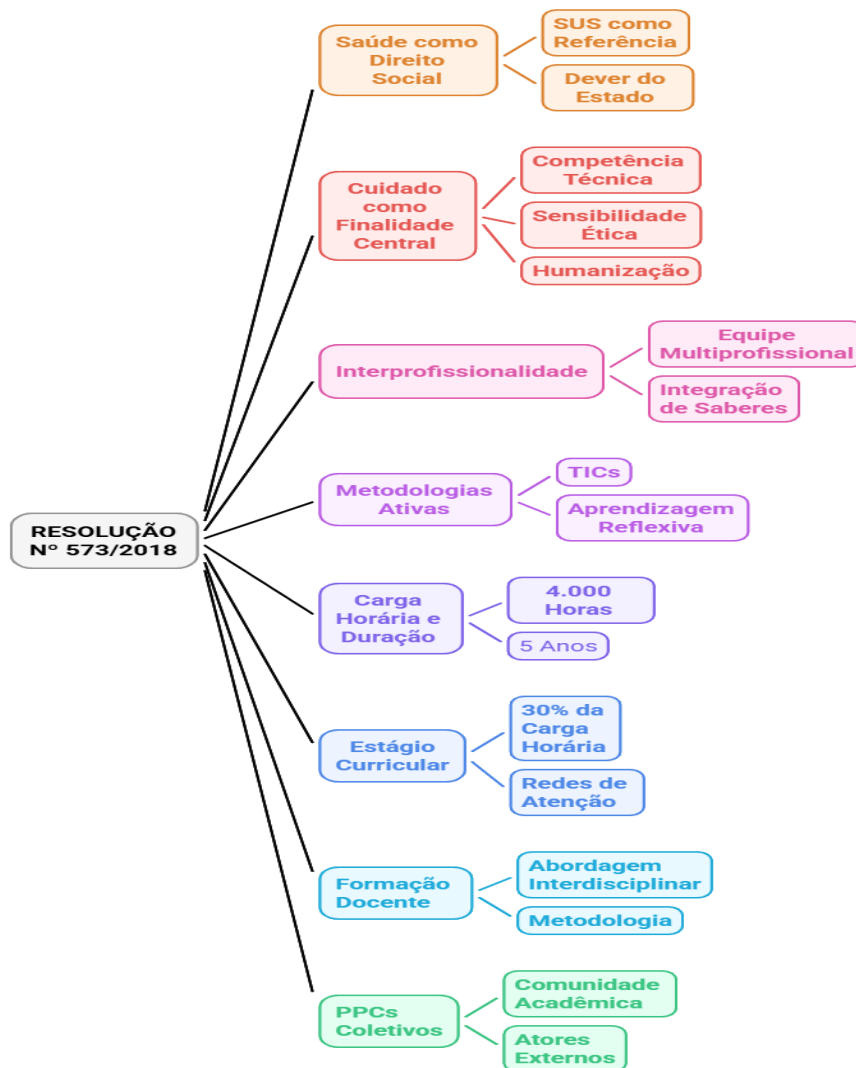 RESOLUÇÃO
Nº 573/2018
Saúde como
Direito
Social
SUS como
Referência
Dever do
Estado
Cuidado
como
Finalidade
Central
Competência
Técnica
Sensibilidade
Ética
Humanização
Interprofissionalidade
Equipe
Multiprofissional
Integração
de Saberes
Metodologias
Ativas
TICs
Aprendizagem
Reflexiva
Carga
Horária e
Duração
4.000
Horas
5 Anos
Estágio
Curricular
30% da
Carga
Horária
Redes de
Atenção
Formação
Docente
Abordagem
Interdisciplinar
Metodologia
PPCs
Coletivos
Comunidade
Acadêmica
Atores
Externos